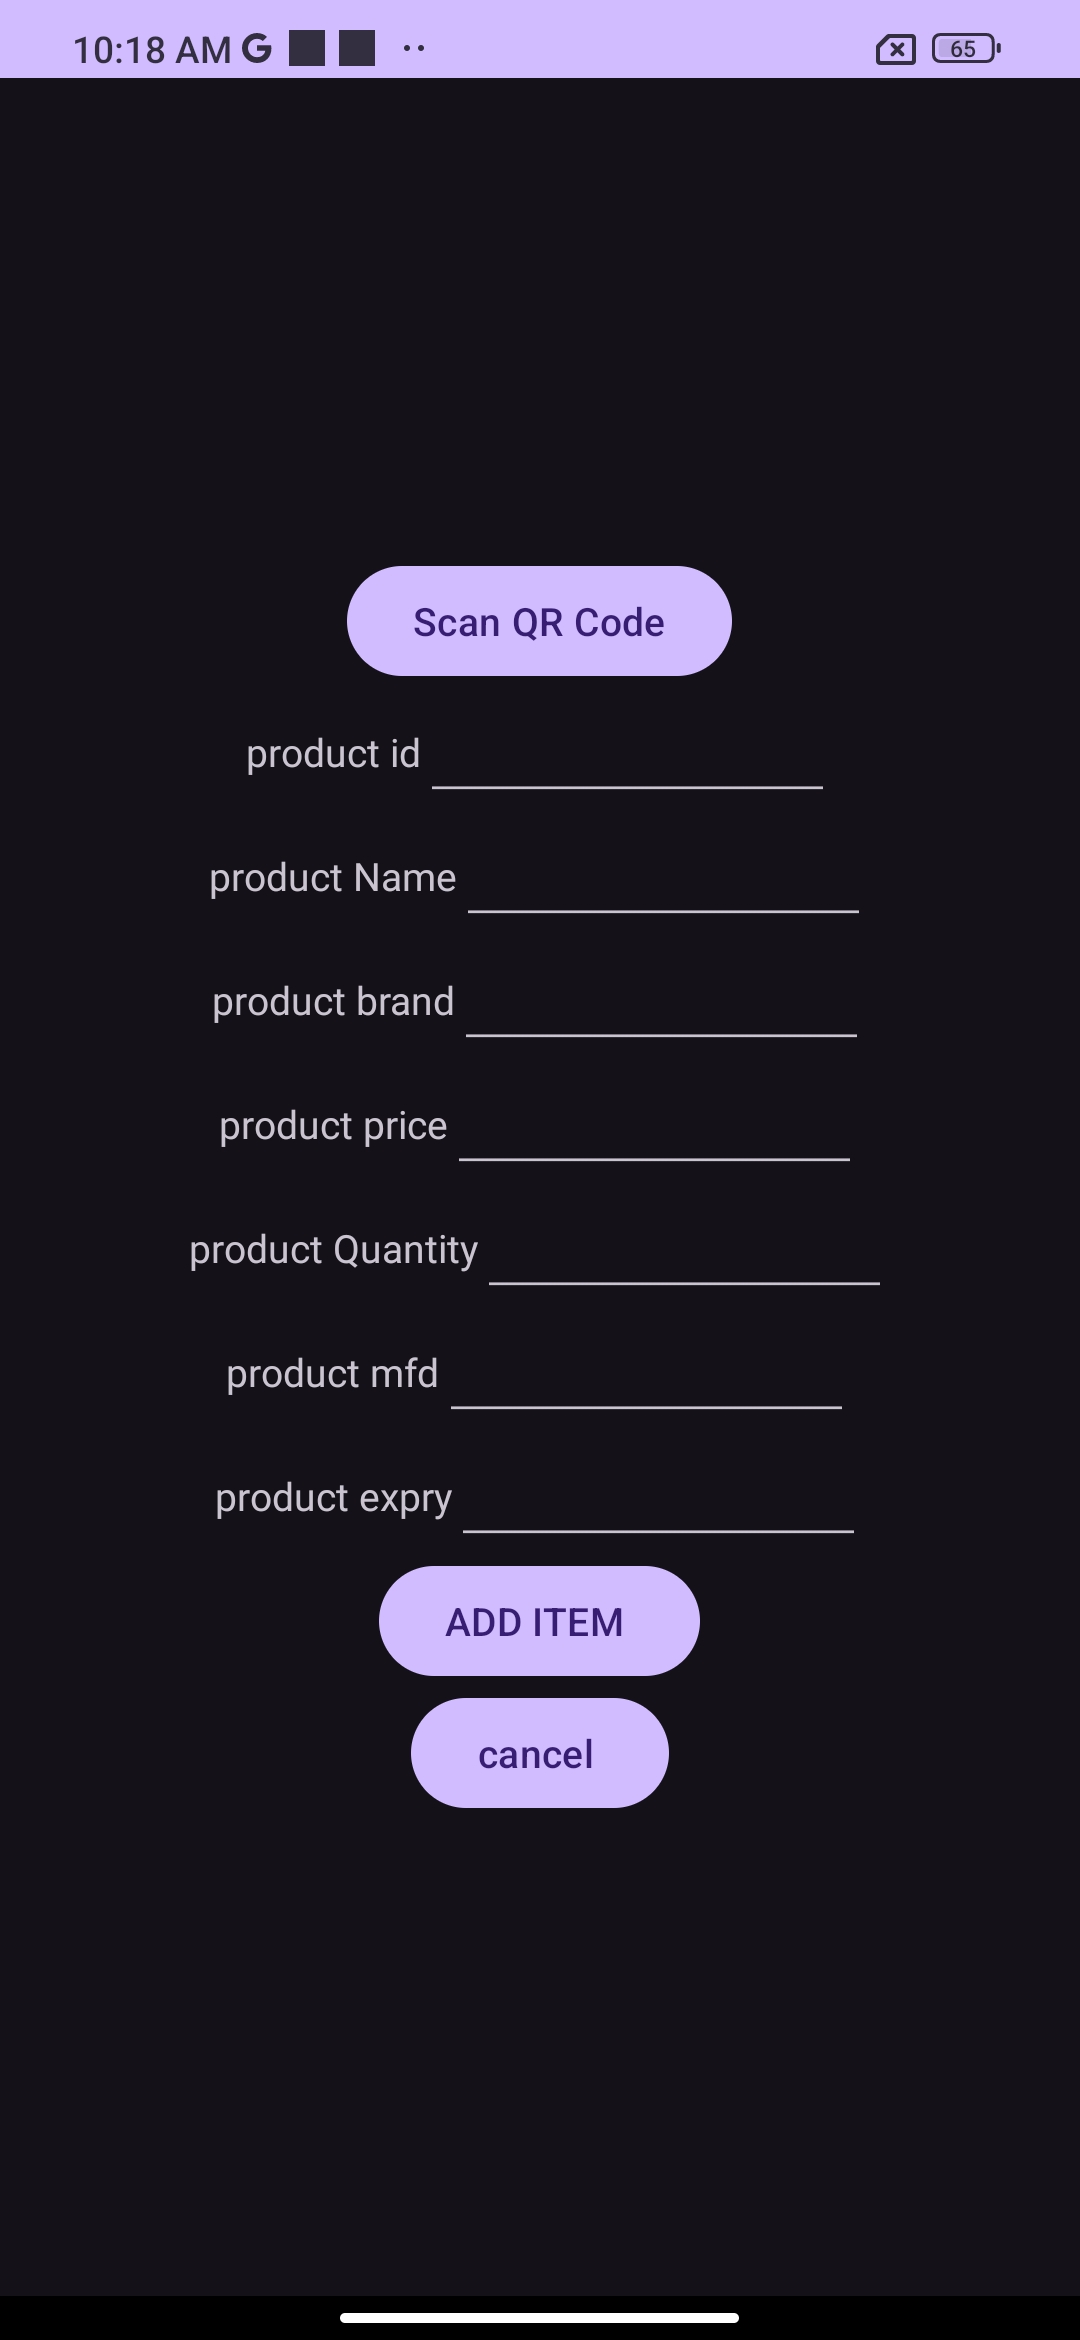 10:18 AM G 65
Scan QR Code
product id
product Name
product brand
product price
product Quantity
product mfd
product expry
ADD ITEM
cancel